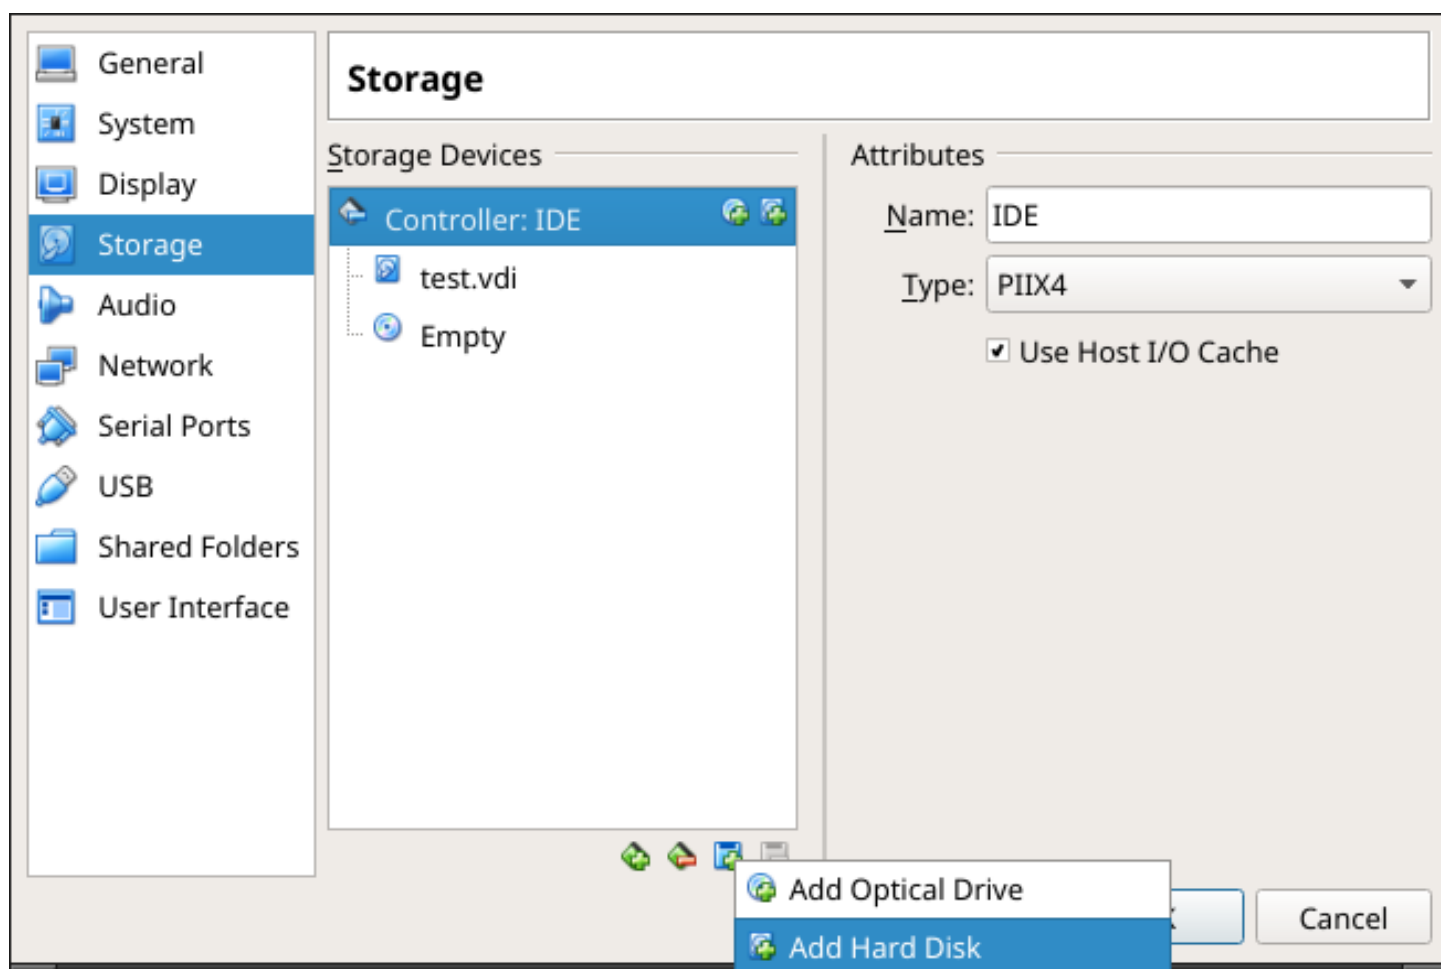 General
System
Display
Storage
Audio
Network
Serial Ports
USB
Shared Folders
User Interface
Storage
Storage Devices
Controller: IDE
test.vdi
Empty
Attributes
Name: IDE
Type: PIIX4
Use Host I/O Cache
Add Optical Drive
Add Hard Disk
Cancel